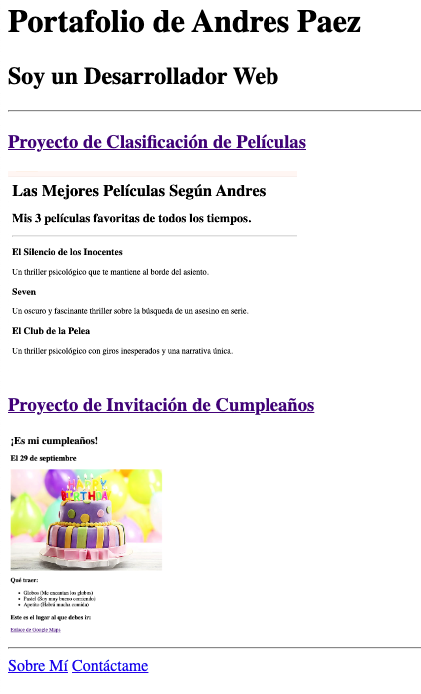 Portafolio de Andres Paez
Soy un Desarrollador Web
Proyecto de Clasificación de Películas
Las Mejores Películas Según Andres
Mis 3 películas favoritas de todos los tiempos.
El Silencio de los Inocentes
Un thriller psicológico que te mantiene al borde del asiento.
Seven
Un oscuro y fascinante thriller sobre la búsqueda de un asesino en serie.
El Club de la Pelea
Un thriller psicológico con giros inesperados y una narrativa única.
Proyecto de Invitación de Cumpleaños
¡Es mi cumpleaños!
El 29 de septiembre
HAPPY
BIRTHDAY
Qué traer:
Globos (Me encantan los globos)
Pastel (Soy muy bueno comiendo)
Apetito (Habrá mucha comida)
Este es el lugar al que debes ir:
Enlace de Google Maps
Sobre Mí Contáctame